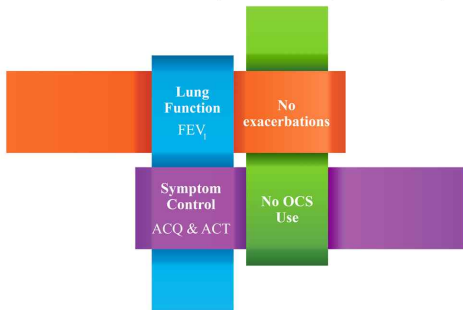 Lung
Function
FEV₁
No
exacerbations
Symptom
Control
ACQ & ACT
No OCS
Use